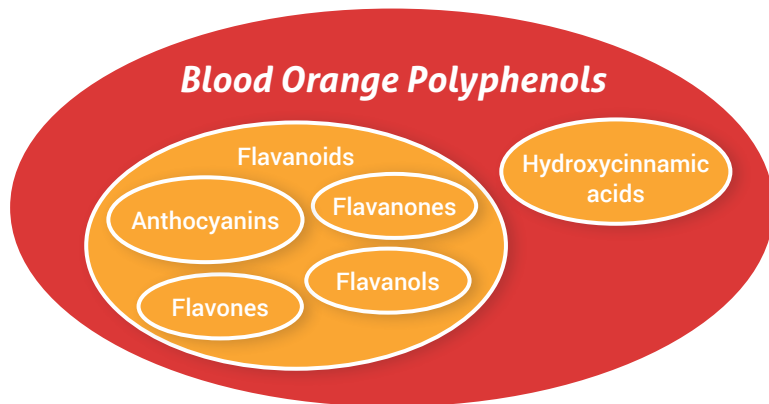 Blood Orange Polyphenols
Flavanoids
Hydroxycinnamic
acids
Anthocyanins
Flavanones
Flavones
Flavanols